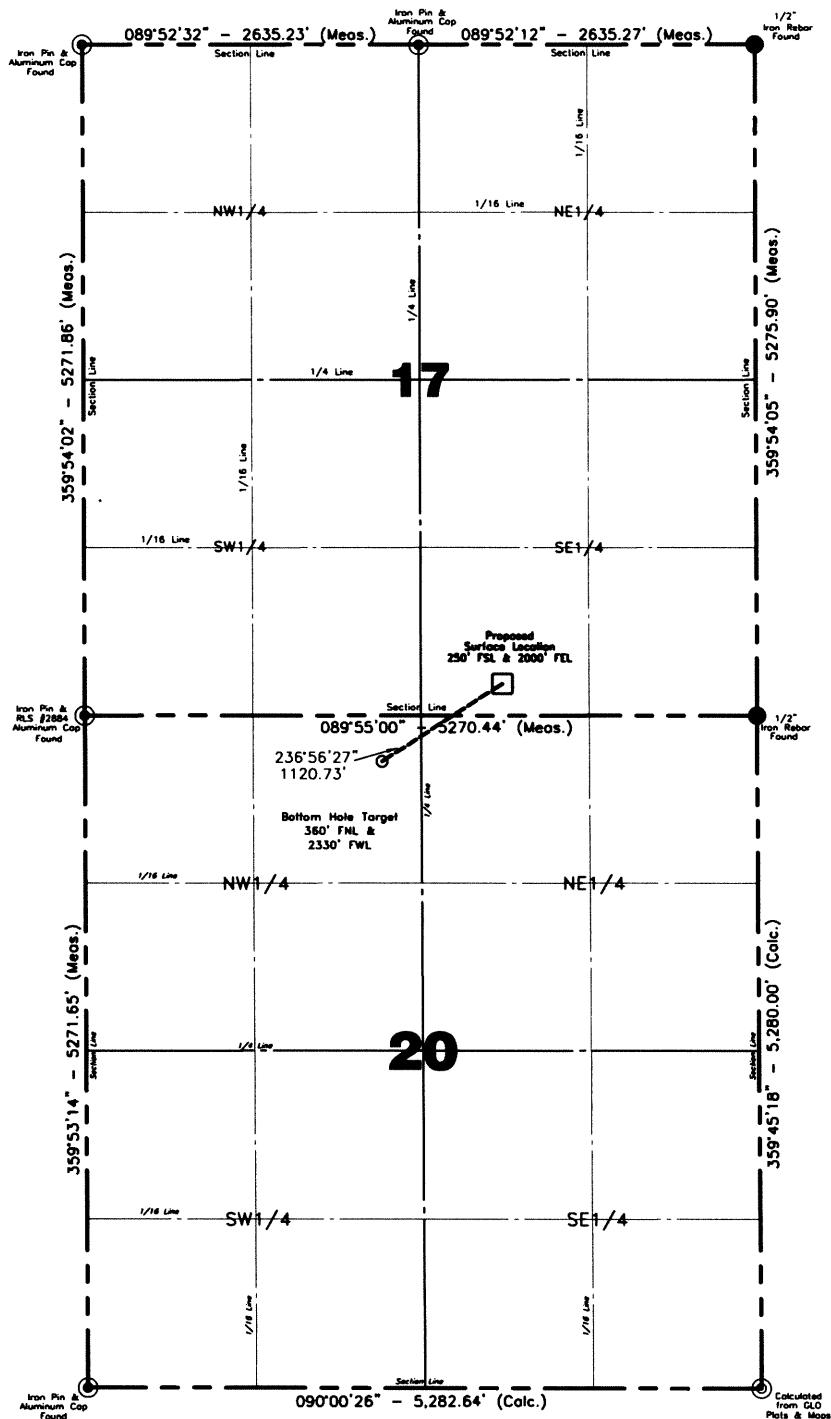 Iron Pin &
Aluminum Cap
Found
089°52'32" - 2635.23' (Meas.)
Section Line
Iron Pin &
Aluminum Cap
Found
089°52'12" - 2635.27' (Meas.)
Section Line
1/2"
Iron Rebar
Found
1/16 Line
NW1/4
1/16 Line
NE1/4
359°54'02" - 5271.86' (Meas.)
Section Line
1/4 Line
1/4 Line
17
Section Line
359°54'05" - 5275.90' (Meas.)
1/16 Line
1/16 Line
SW1/4
SE1/4
Proposed
Surface Location
250' FSL & 2000' FEL
Iron Pin &
RLS #2884
Aluminum Cap
Found
Section Line
089°55'00" - 5270.44' (Meas.)
1/2"
Iron Rebar
Found
236°56'27"
1120.73'
Bottom Hole Target
360' FNL &
2330' FWL
1/4 Line
1/16 Line
NW1/4
NE1/4
359°53'14" - 5271.65' (Meas.)
Section Line
1/4 Line
20
Section Line
359°45'18" - 5,280.00' (Calc.)
1/16 Line
SW1/4
SE1/4
1/16 Line
1/16 Line
Iron Pin &
Aluminum Cap
Found
Section Line
090°00'26" - 5,282.64' (Calc.)
Calculated
from GLO
Plats & Maps